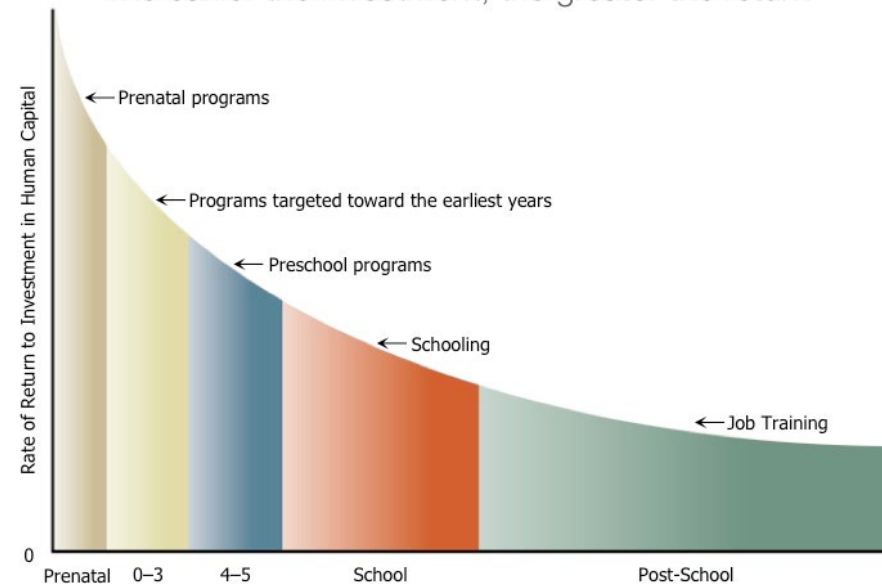 Rate of Return to Investment in Human Capital
Prenatal programs
Programs targeted toward the earliest years
Preschool programs
Schooling
Job Training
0
Prenatal 0–3 4–5 School Post-School